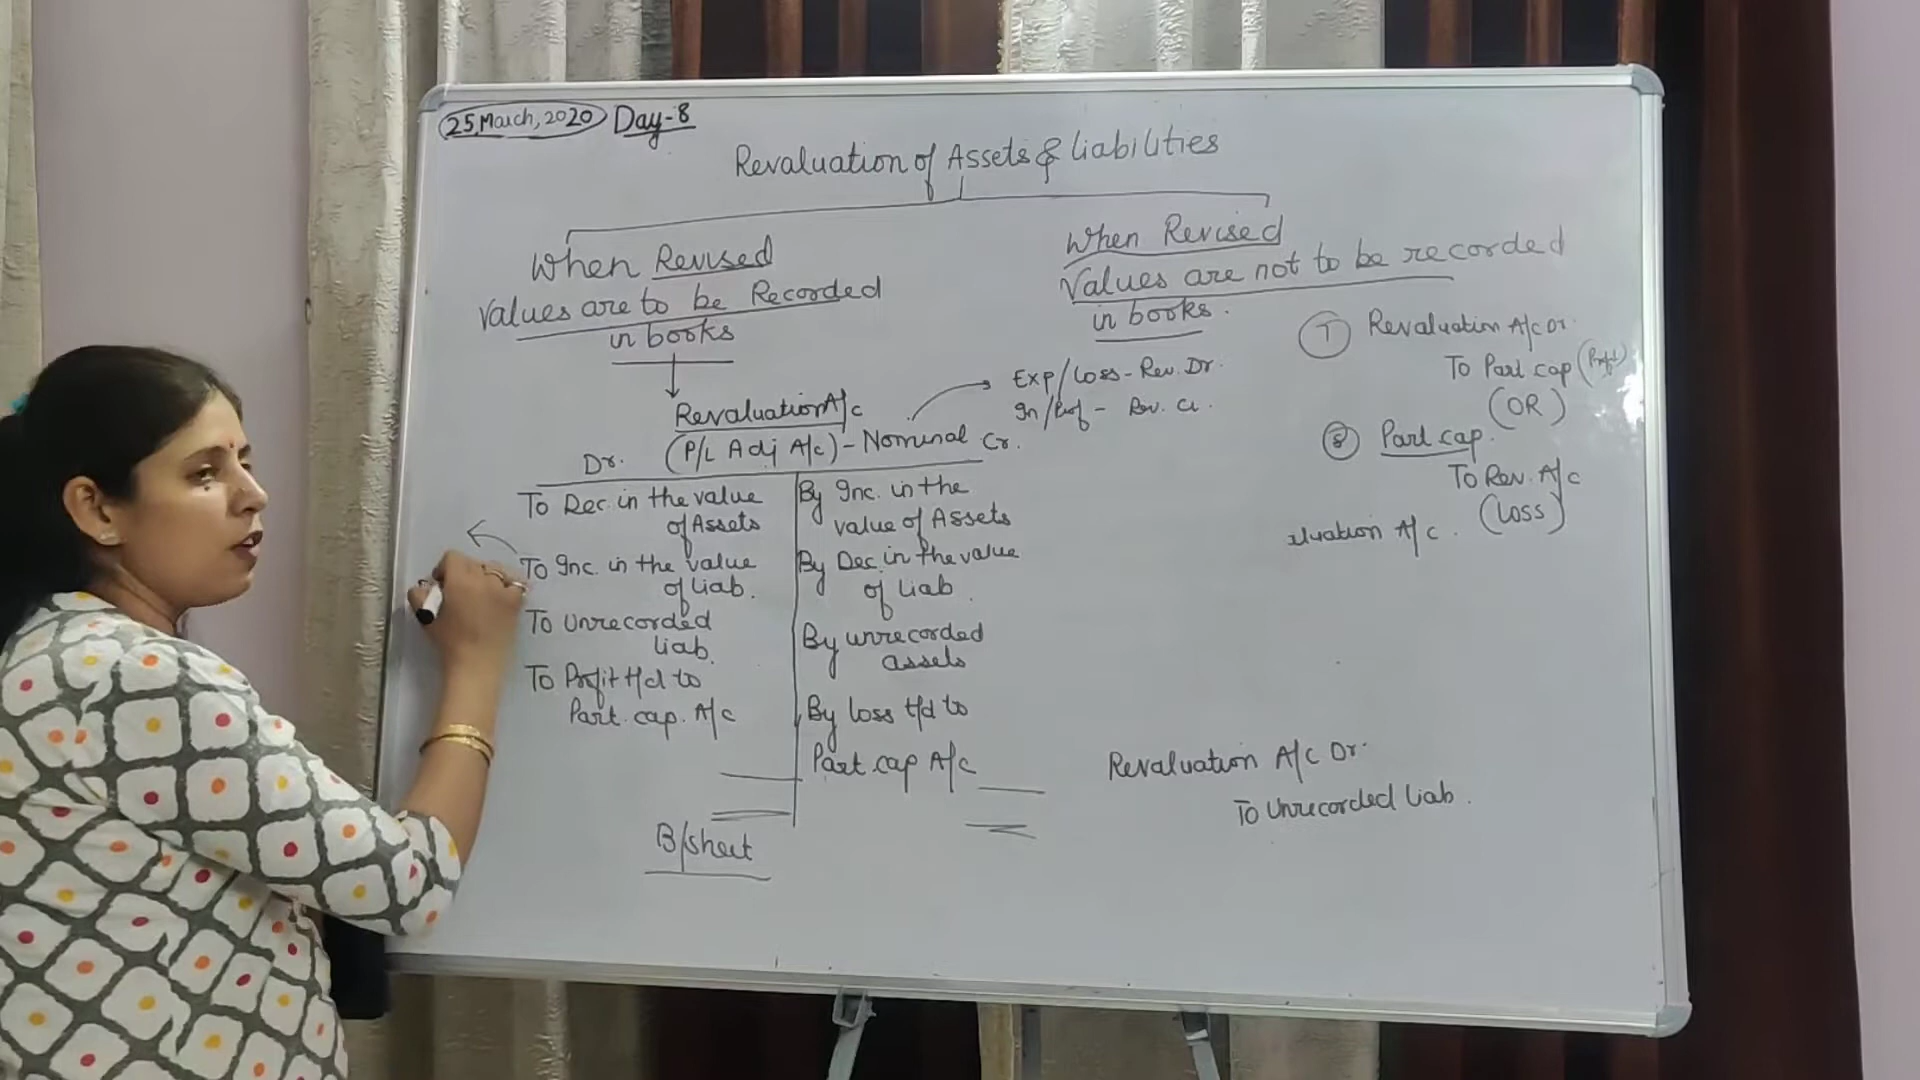 25, March, 2020 Day-8
Revaluation of Assets & Liabilities
When Revised
Values are to be Recorded
in books
When Revised
Values are not to be recorded
in books.
Revaluation A/c
(P/L Adj A/c) - Nominal
Dr.
Cr.
Exp/Loss - Rev. Dr.
In/Prof - Rev. Cr.
To Dec. in the value
of Assets
To Inc. in the value
of Liab.
To Unrecorded
Liab.
To Profit t/d to
Part. cap. A/c
By Inc. in the
value of Assets
By Dec. in the value
of Liab.
By unrecorded
assets
By loss t/d to
Part. cap A/c
B/Sheet
1 Revaluation A/c Dr.
To Part cap (Profit)
(OR)
Part cap.
To Rev. A/c
(Loss)
luation A/c.
Revaluation A/c Dr.
To Unrecorded Liab.